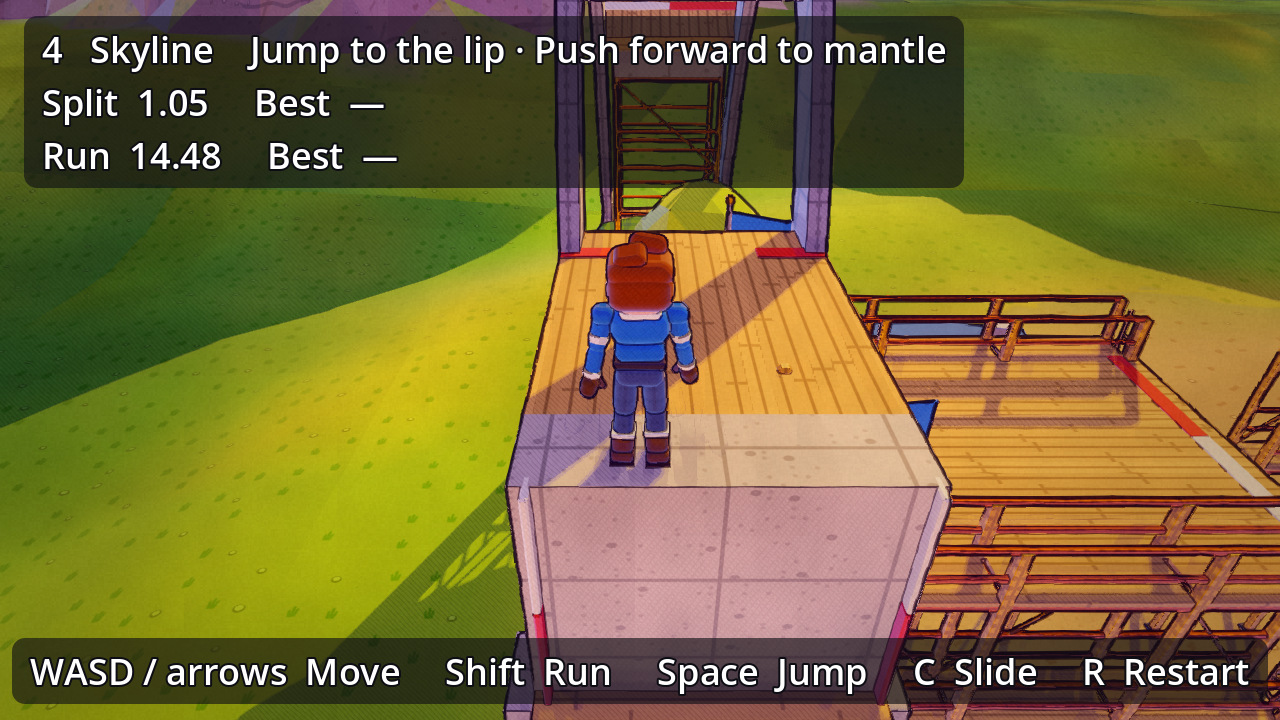 4 Skyline Jump to the lip · Push forward to mantle
Split 1.05 Best —
Run 14.48 Best —
WASD / arrows Move Shift Run Space Jump C Slide R Restart